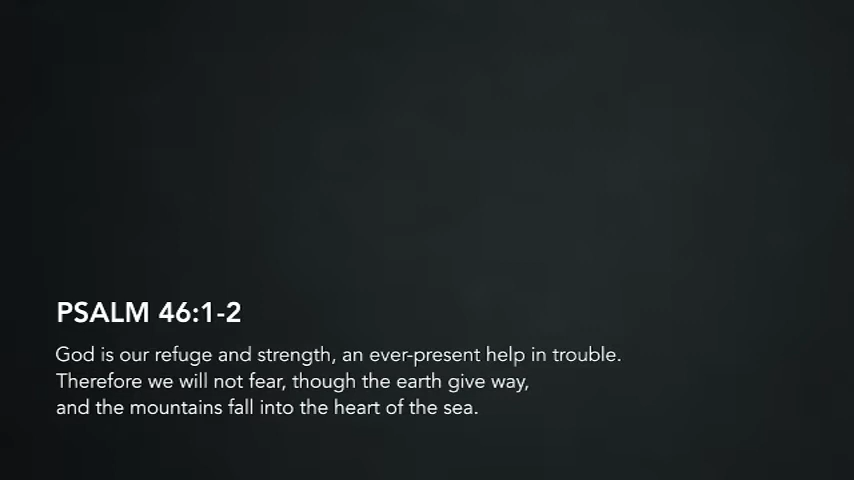 PSALM 46:1-2
God is our refuge and strength, an ever-present help in trouble.
Therefore we will not fear, though the earth give way,
and the mountains fall into the heart of the sea.